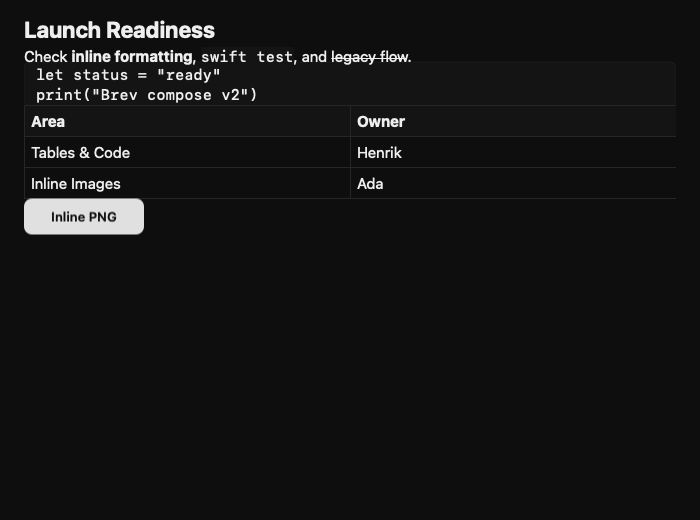 Launch Readiness
Check inline formatting, swift test, and legacy flow.
let status = "ready"
print("Brev compose v2")
Area Owner
Tables & Code Henrik
Inline Images Ada
Inline PNG